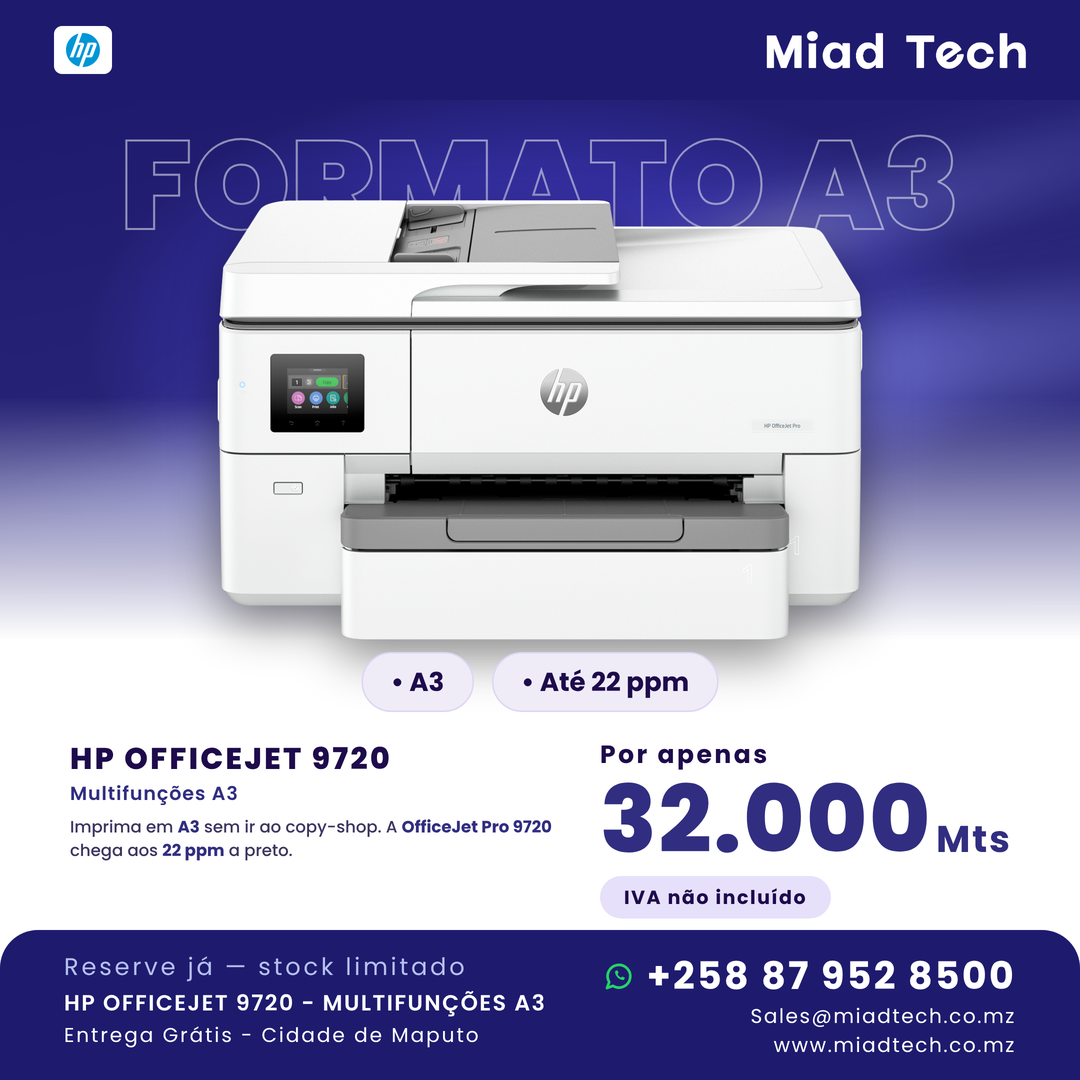 hp
Miad Tech
FORMATO A3
hp
HP OfficeJet Pro
• A3
• Até 22 ppm
HP OFFICEJET 9720
Multifunções A3
Imprima em A3 sem ir ao copy-shop. A OfficeJet Pro 9720
chega aos 22 ppm a preto.
Por apenas
32.000 Mts
IVA não incluído
Reserve já — stock limitado
HP OFFICEJET 9720 - MULTIFUNÇÕES A3
Entrega Grátis - Cidade de Maputo
+258 87 952 8500
Sales@miadtech.co.mz
www.miadtech.co.mz